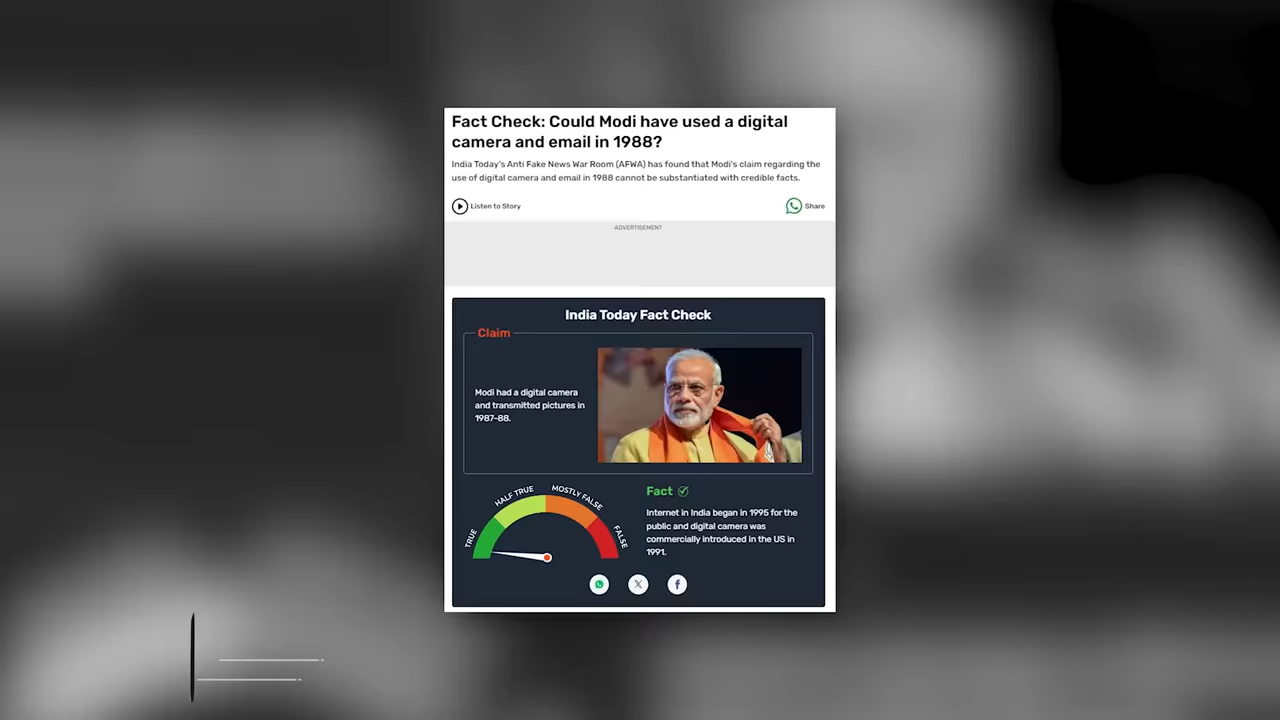 Fact Check: Could Modi have used a digital
camera and email in 1988?
India Today's Anti Fake News War Room (AFWA) has found that Modi's claim regarding the
use of digital camera and email in 1988 cannot be substantiated with credible facts.
Listen to Story
Share
ADVERTISEMENT
India Today Fact Check
Claim
Modi had a digital camera
and transmitted pictures in
1987-88.
TRUE
HALF TRUE
MOSTLY FALSE
FALSE
Fact
Internet in India began in 1995 for the
public and digital camera was
commercially introduced in the US in
1991.